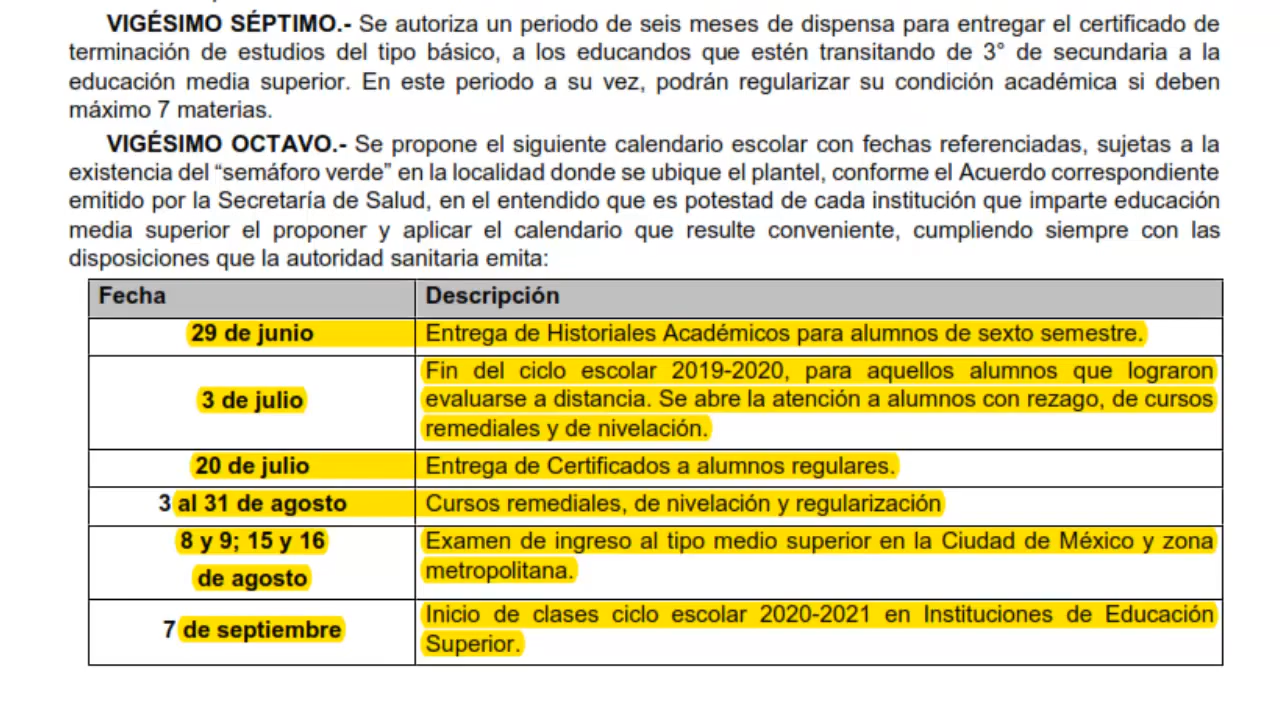 VIGÉSIMO SÉPTIMO.- Se autoriza un periodo de seis meses de dispensa para entregar el certificado de
terminación de estudios del tipo básico, a los educandos que estén transitando de 3° de secundaria a la
educación media superior. En este periodo a su vez, podrán regularizar su condición académica si deben
máximo 7 materias.
VIGÉSIMO OCTAVO.- Se propone el siguiente calendario escolar con fechas referenciadas, sujetas a la
existencia del “semáforo verde” en la localidad donde se ubique el plantel, conforme el Acuerdo correspondiente
emitido por la Secretaría de Salud, en el entendido que es potestad de cada institución que imparte educación
media superior el proponer y aplicar el calendario que resulte conveniente, cumpliendo siempre con las
disposiciones que la autoridad sanitaria emita:
Fecha Descripción
29 de junio Entrega de Historiales Académicos para alumnos de sexto semestre.
3 de julio
Fin del ciclo escolar 2019-2020, para aquellos alumnos que lograron
evaluarse a distancia. Se abre la atención a alumnos con rezago, de cursos
remediales y de nivelación.
20 de julio Entrega de Certificados a alumnos regulares.
3 al 31 de agosto Cursos remediales, de nivelación y regularización
8 y 9; 15 y 16
de agosto
Examen de ingreso al tipo medio superior en la Ciudad de México y zona
metropolitana.
7 de septiembre
Inicio de clases ciclo escolar 2020-2021 en Instituciones de Educación
Superior.